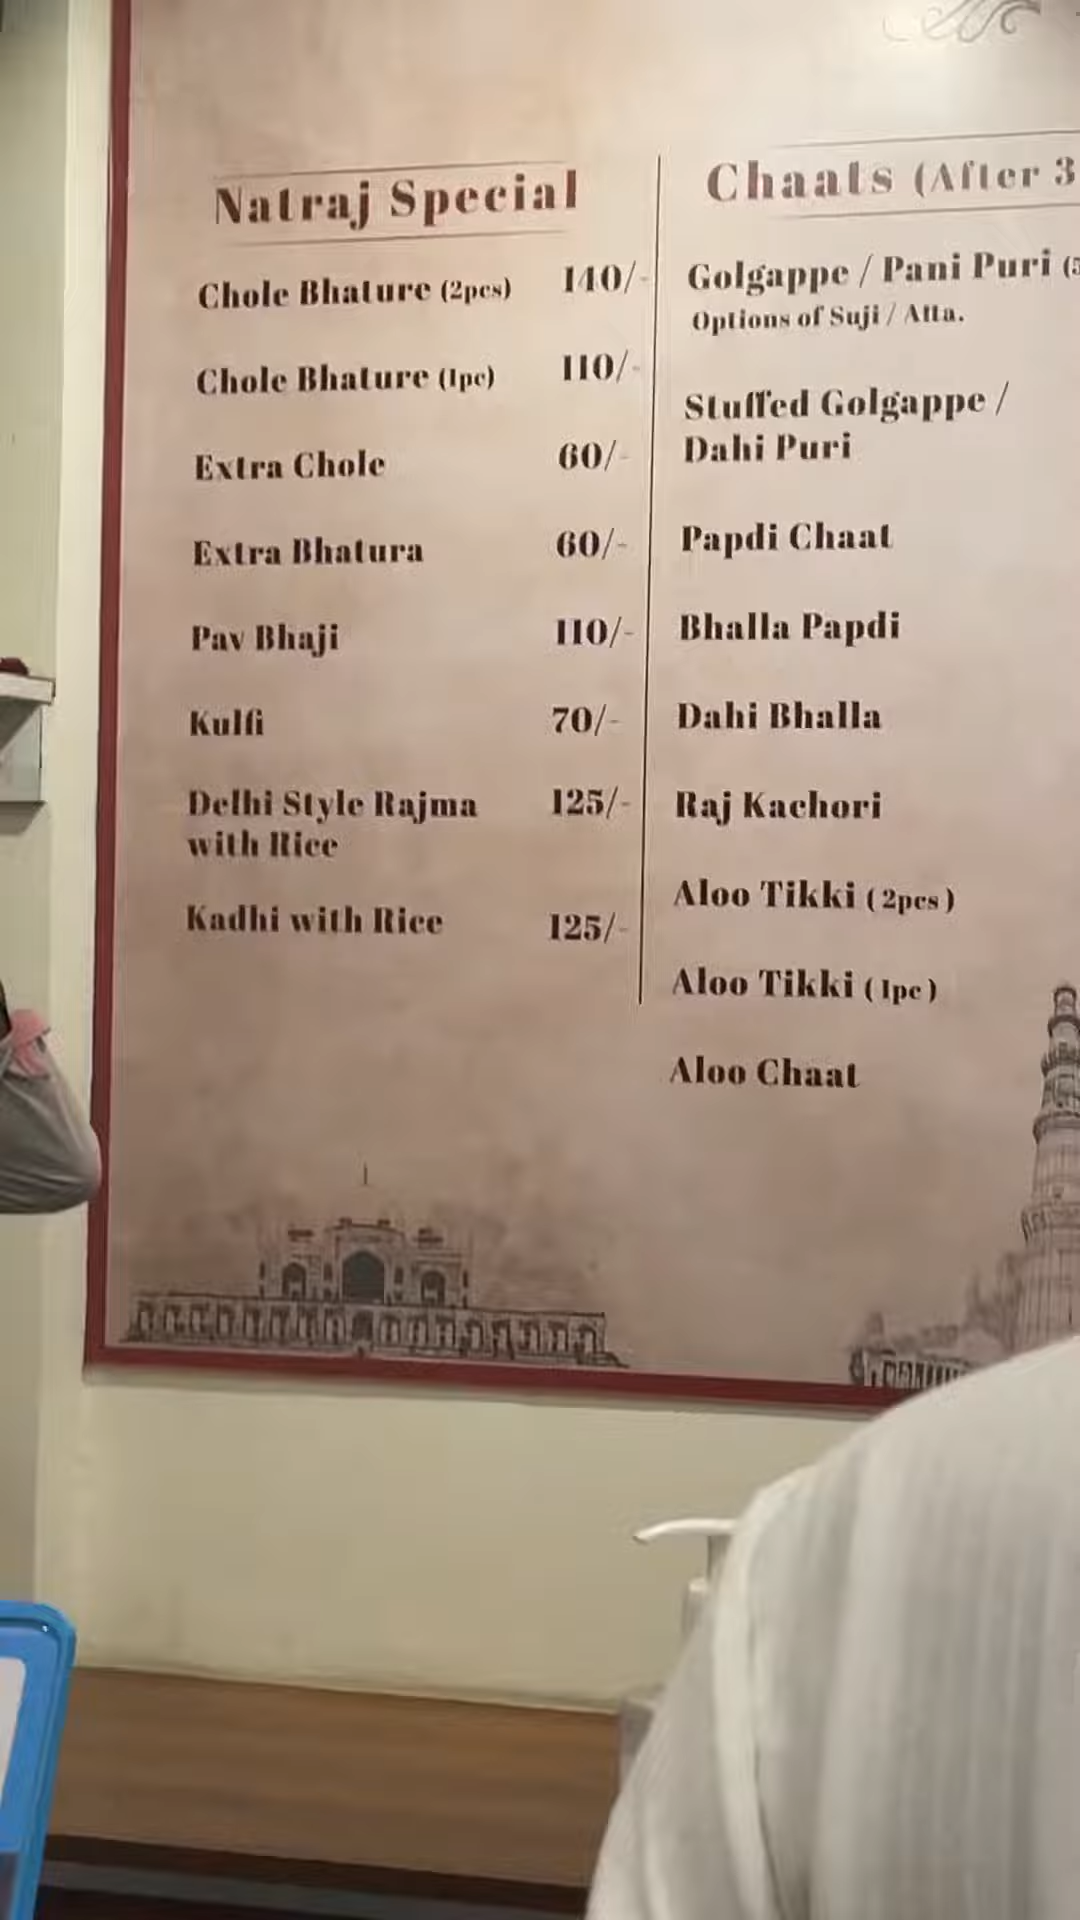 Natraj Special
Chole Bhature (2pcs) 140/-
Chole Bhature (1pc) 110/-
Extra Chole 60/-
Extra Bhatura 60/-
Pav Bhaji 110/-
Kulfi 70/-
Delhi Style Rajma 125/-
with Rice
Kadhi with Rice 125/-
Chaats (After 3
Golgappe / Pani Puri (5
Options of Suji / Atta.
Stuffed Golgappe /
Dahi Puri
Papdi Chaat
Bhalla Papdi
Dahi Bhalla
Raj Kachori
Aloo Tikki (2pcs)
Aloo Tikki (1pc)
Aloo Chaat